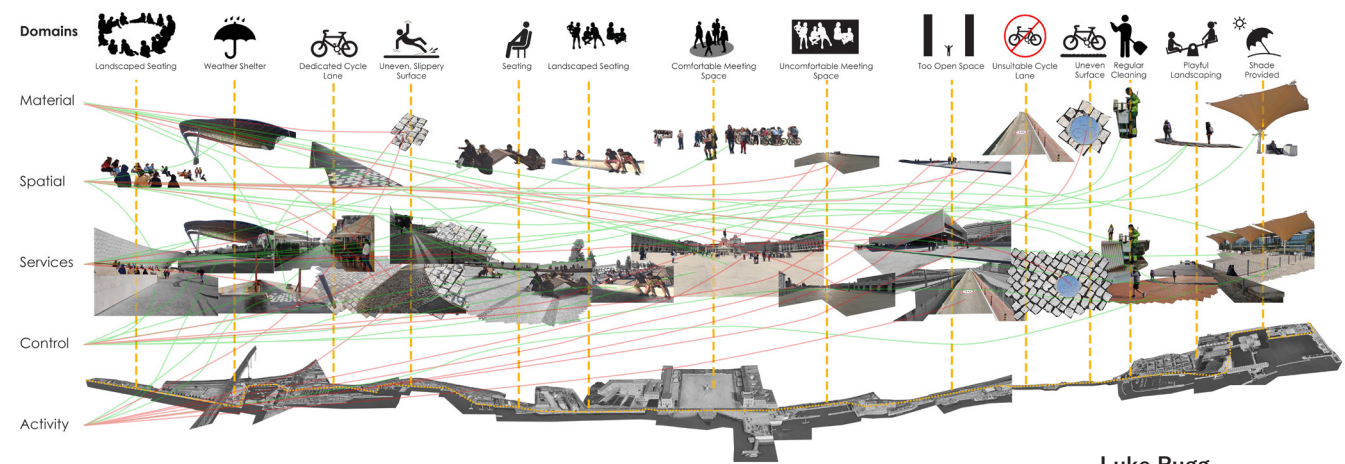 Domains
Landscaped Seating
Weather Shelter
Dedicated Cycle
Lane
Uneven, Slippery
Surface
Seating
Landscaped Seating
Comfortable Meeting
Space
Uncomfortable Meeting
Space
Too Open Space
Unsuitable Cycle
Lane
Uneven
Surface
Regular
Cleaning
Playful
Landscaping
Shade
Provided
Material
Spatial
Services
Control
Activity